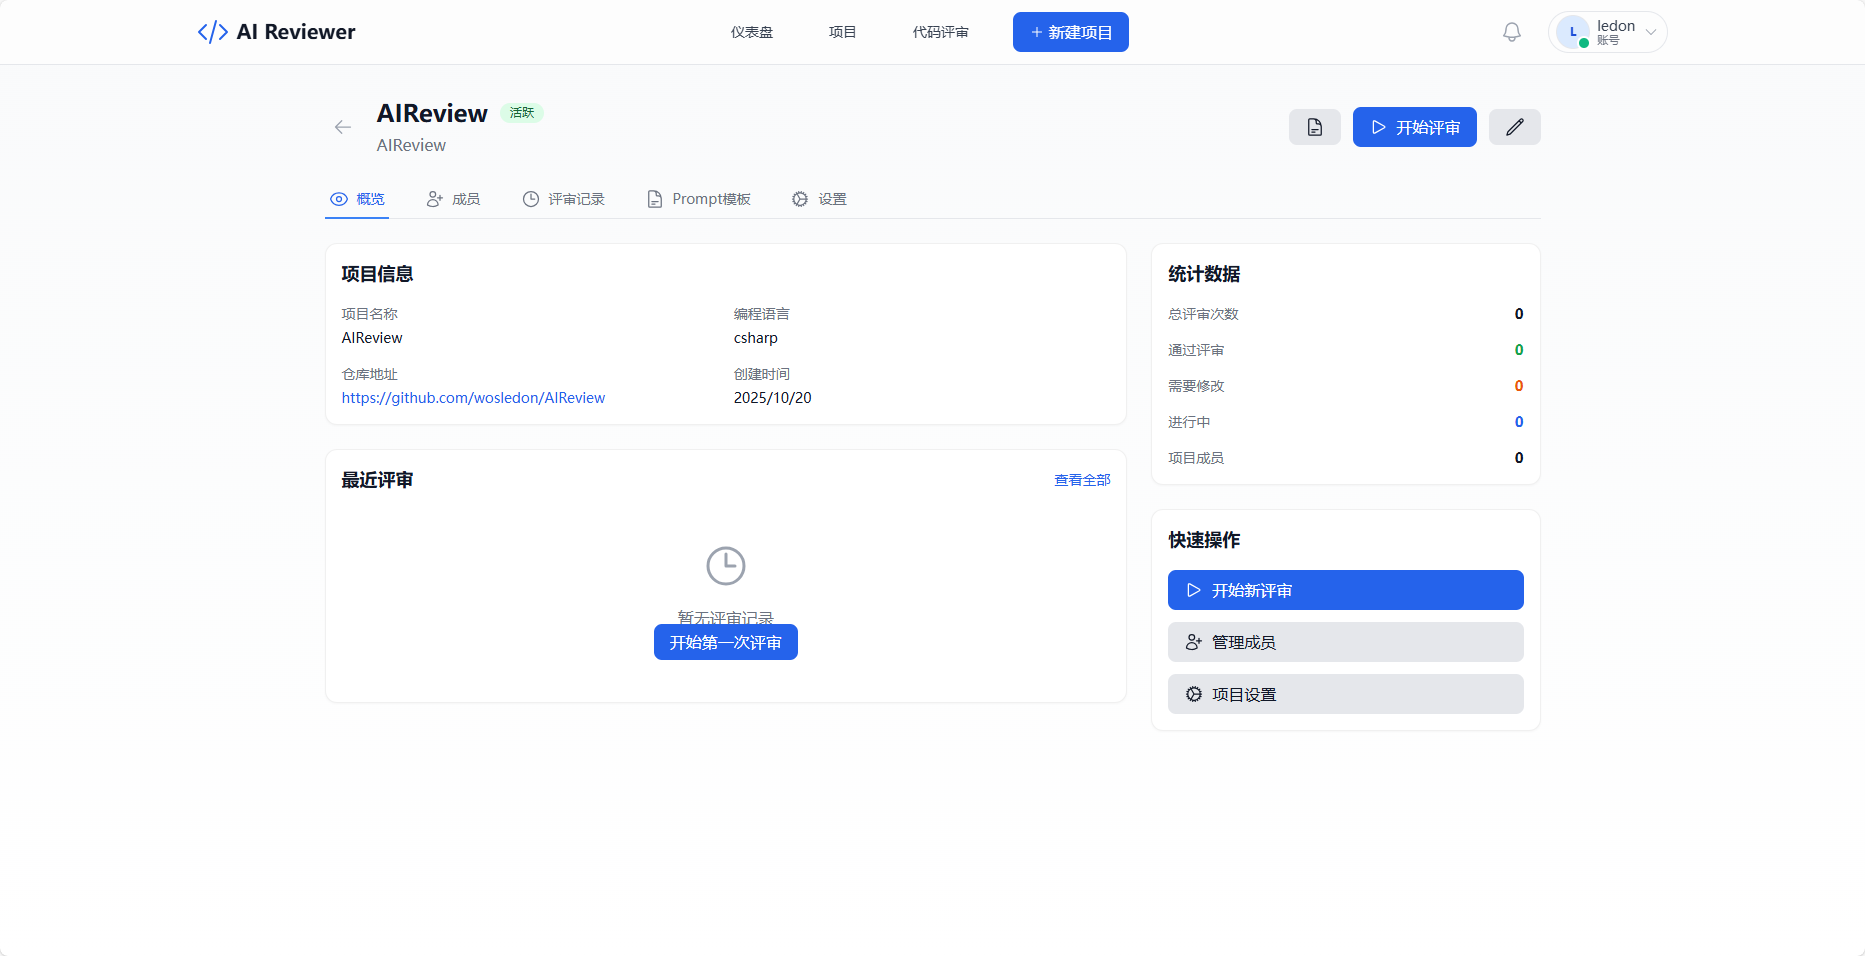 AI Reviewer
仪表盘
项目
代码评审
新建项目
L
ledon
账号
AIReview
活跃
AIReview
开始评审
概览
成员
评审记录
Prompt模板
设置
项目信息
项目名称
AIReview
编程语言
csharp
仓库地址
https://github.com/wosledon/AIReview
创建时间
2025/10/20
最近评审
查看全部
暂无评审记录
开始第一次评审
统计数据
总评审次数 0
通过评审 0
需要修改 0
进行中 0
项目成员 0
快速操作
开始新评审
管理成员
项目设置